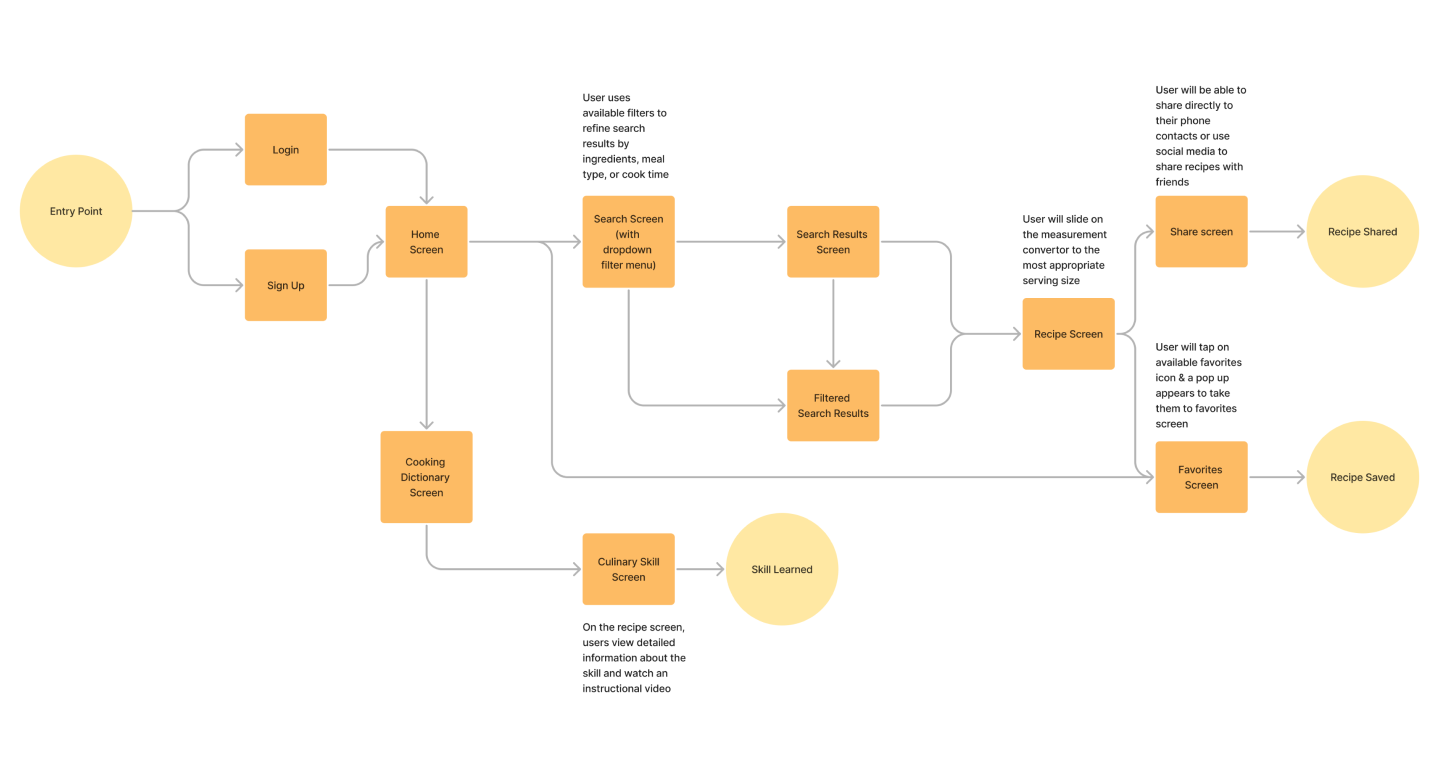 Entry Point
Login
Sign Up
Home
Screen
User uses
available filters to
refine search
results by
ingredients, meal
type, or cook time
Search Screen
(with
dropdown
filter menu)
Search Results
Screen
Filtered
Search Results
User will slide on
the measurement
convertor to the
most appropriate
serving size
Recipe Screen
User will be able to
share directly to
their phone
contacts or use
social media to
share recipes with
friends
Share screen
Recipe Shared
User will tap on
available favorites
icon & a pop up
appears to take
them to favorites
screen
Favorites
Screen
Recipe Saved
Cooking
Dictionary
Screen
Culinary Skill
Screen
Skill Learned
On the recipe screen,
users view detailed
information about the
skill and watch an
instructional video